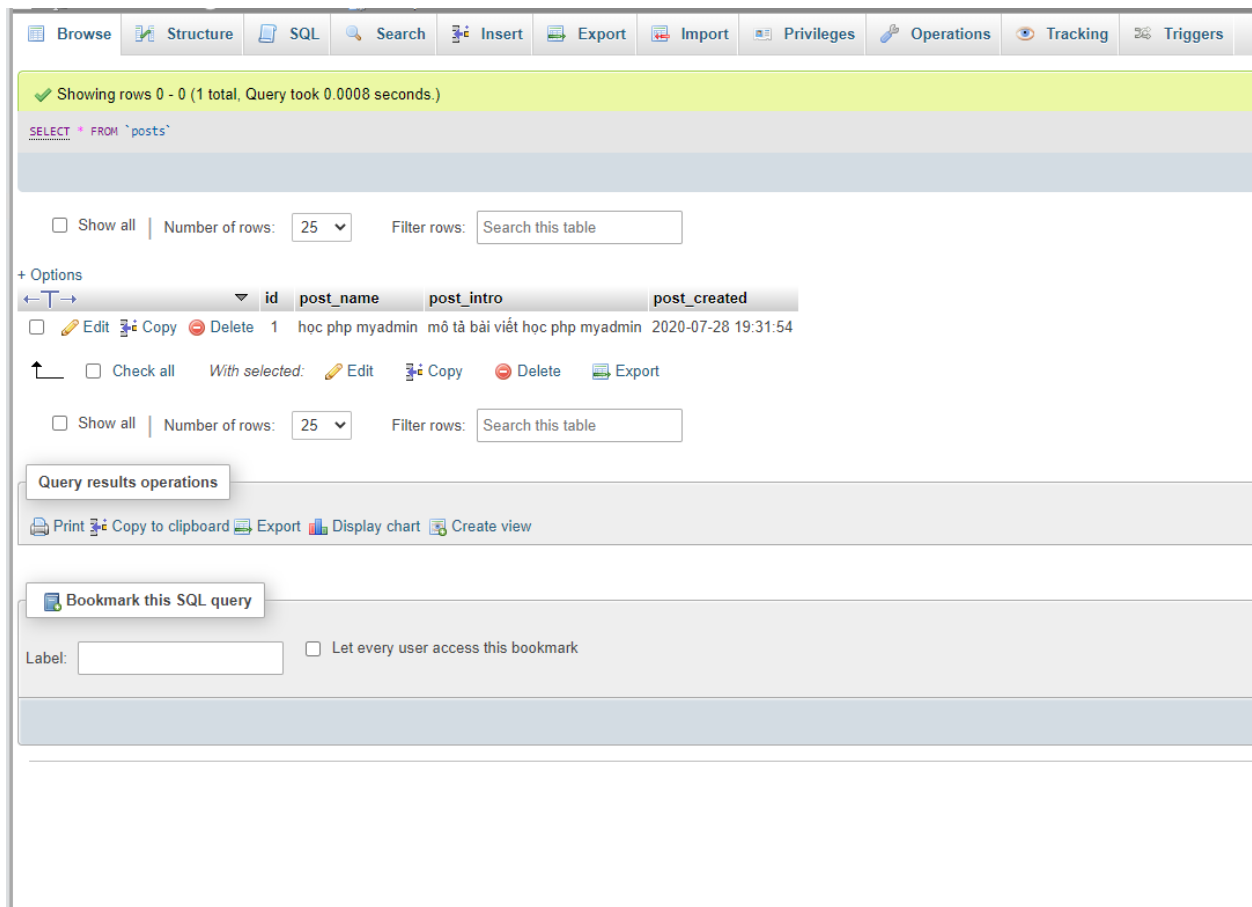 Browse Structure SQL Search Insert Export Import Privileges Operations Tracking Triggers
Showing rows 0 - 0 (1 total, Query took 0.0008 seconds.)
SELECT * FROM `posts`
Show all | Number of rows: 25 Filter rows: Search this table
+ Options
←T→ id post_name post_intro post_created
Edit Copy Delete 1 học php myadmin mô tả bài viết học php myadmin 2020-07-28 19:31:54
Check all With selected: Edit Copy Delete Export
Show all | Number of rows: 25 Filter rows: Search this table
Query results operations
Print Copy to clipboard Export Display chart Create view
Bookmark this SQL query
Label: Let every user access this bookmark